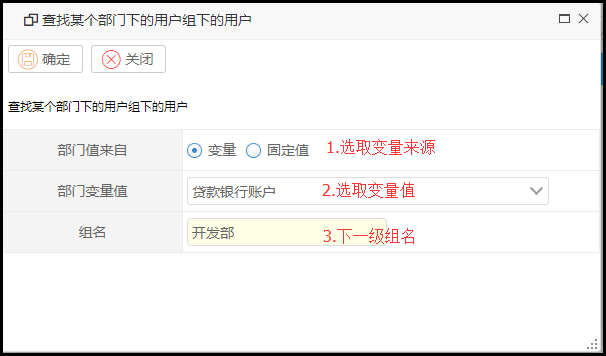 查找某个部门下的用户组下的用户
确定 关闭
查找某个部门下的用户组下的用户
部门值来自 变量 固定值 1.选取变量来源
部门变量值 贷款银行账户 2.选取变量值
组名 开发部 3.下一级组名